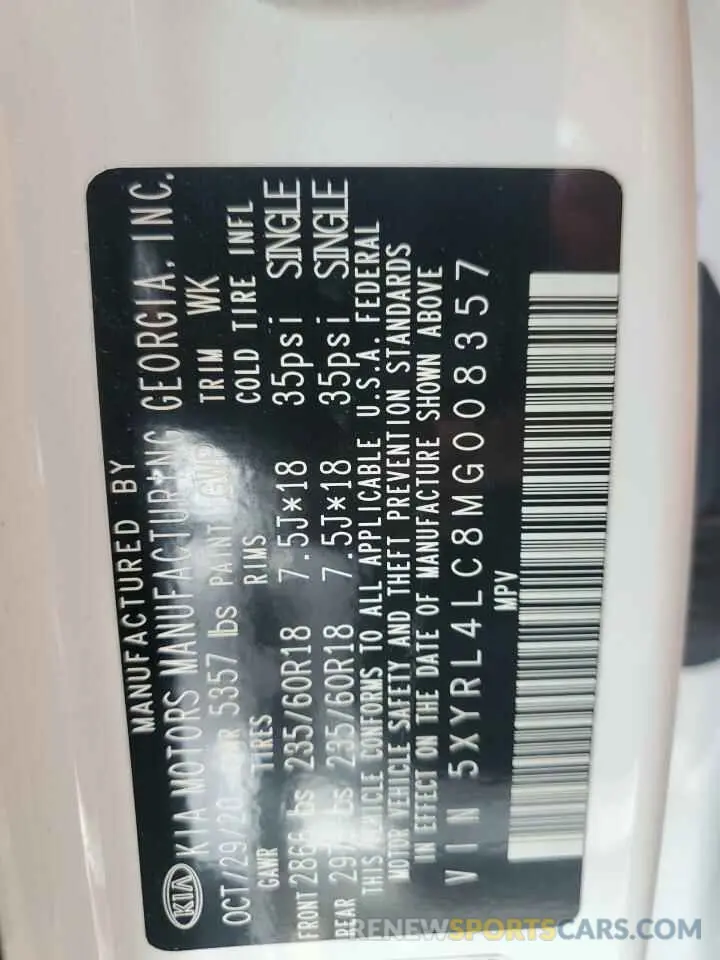 MANUFACTURED BY
KIA KIA MOTORS MANUFACTURING GEORGIA, INC.
OCT/29/20 5357 lbs PAINT TRIM WK
GAWR TIRES RIMS COLD TIRE INFL
FRONT 235/60R18 7.5J*18 35psi SINGLE
REAR 235/60R18 7.5J*18 35psi SINGLE
THIS VEHICLE CONFORMS TO ALL APPLICABLE U.S.A. FEDERAL
MOTOR VEHICLE SAFETY AND THEFT PREVENTION STANDARDS
IN EFFECT ON THE DATE OF MANUFACTURE SHOWN ABOVE
VIN 5XYRL4LC8MG008357
MPV
RENEWSPORTSCARS.COM